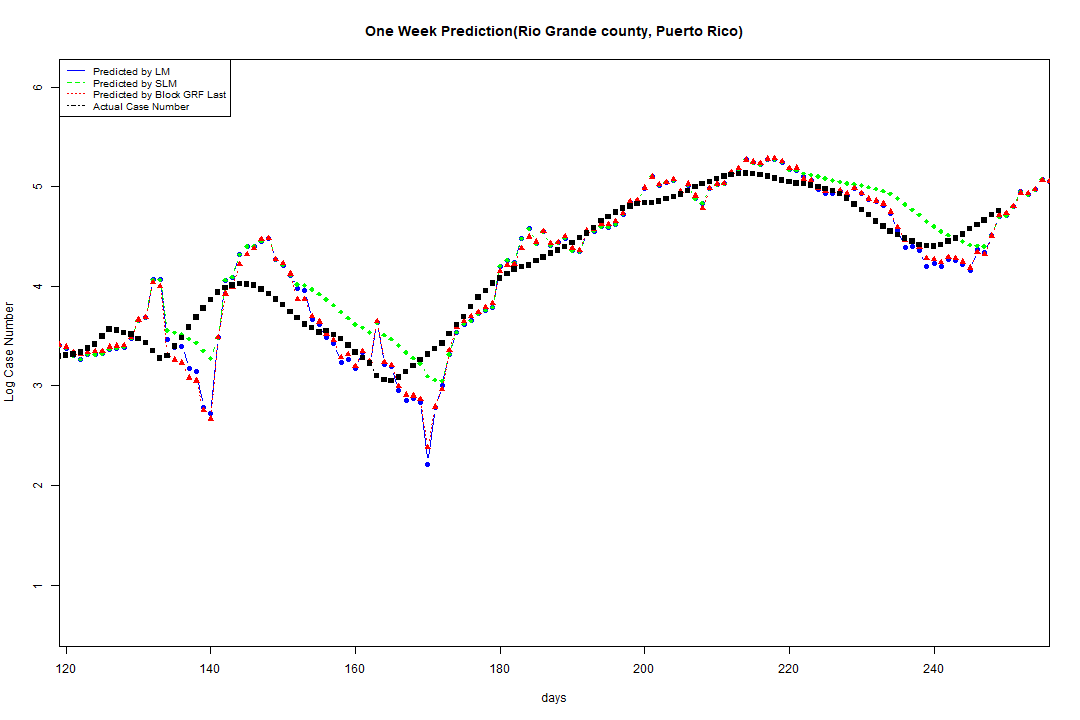 One Week Prediction(Rio Grande county, Puerto Rico)
Predicted by LM
Predicted by SLM
Predicted by Block GRF Last
Actual Case Number
Log Case Number
6
5
4
3
2
1
120 140 160 180 200 220 240
days